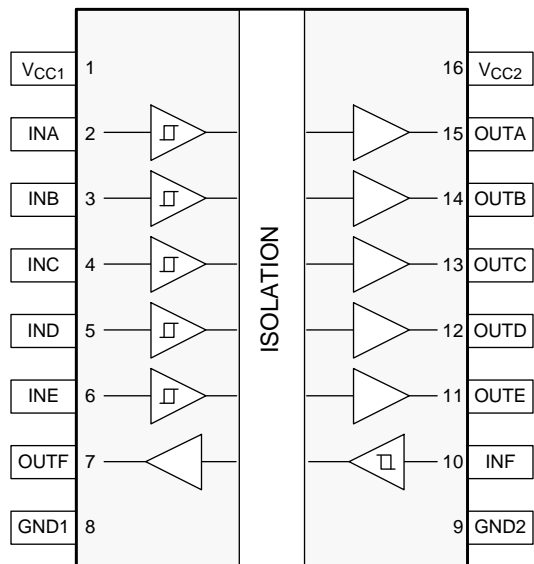 VCC1 1 16 VCC2
INA 2 15 OUTA
INB 3 14 OUTB
INC 4 13 OUTC
IND 5 12 OUTD
INE 6 11 OUTE
OUTF 7 10 INF
GND1 8 9 GND2
ISOLATION